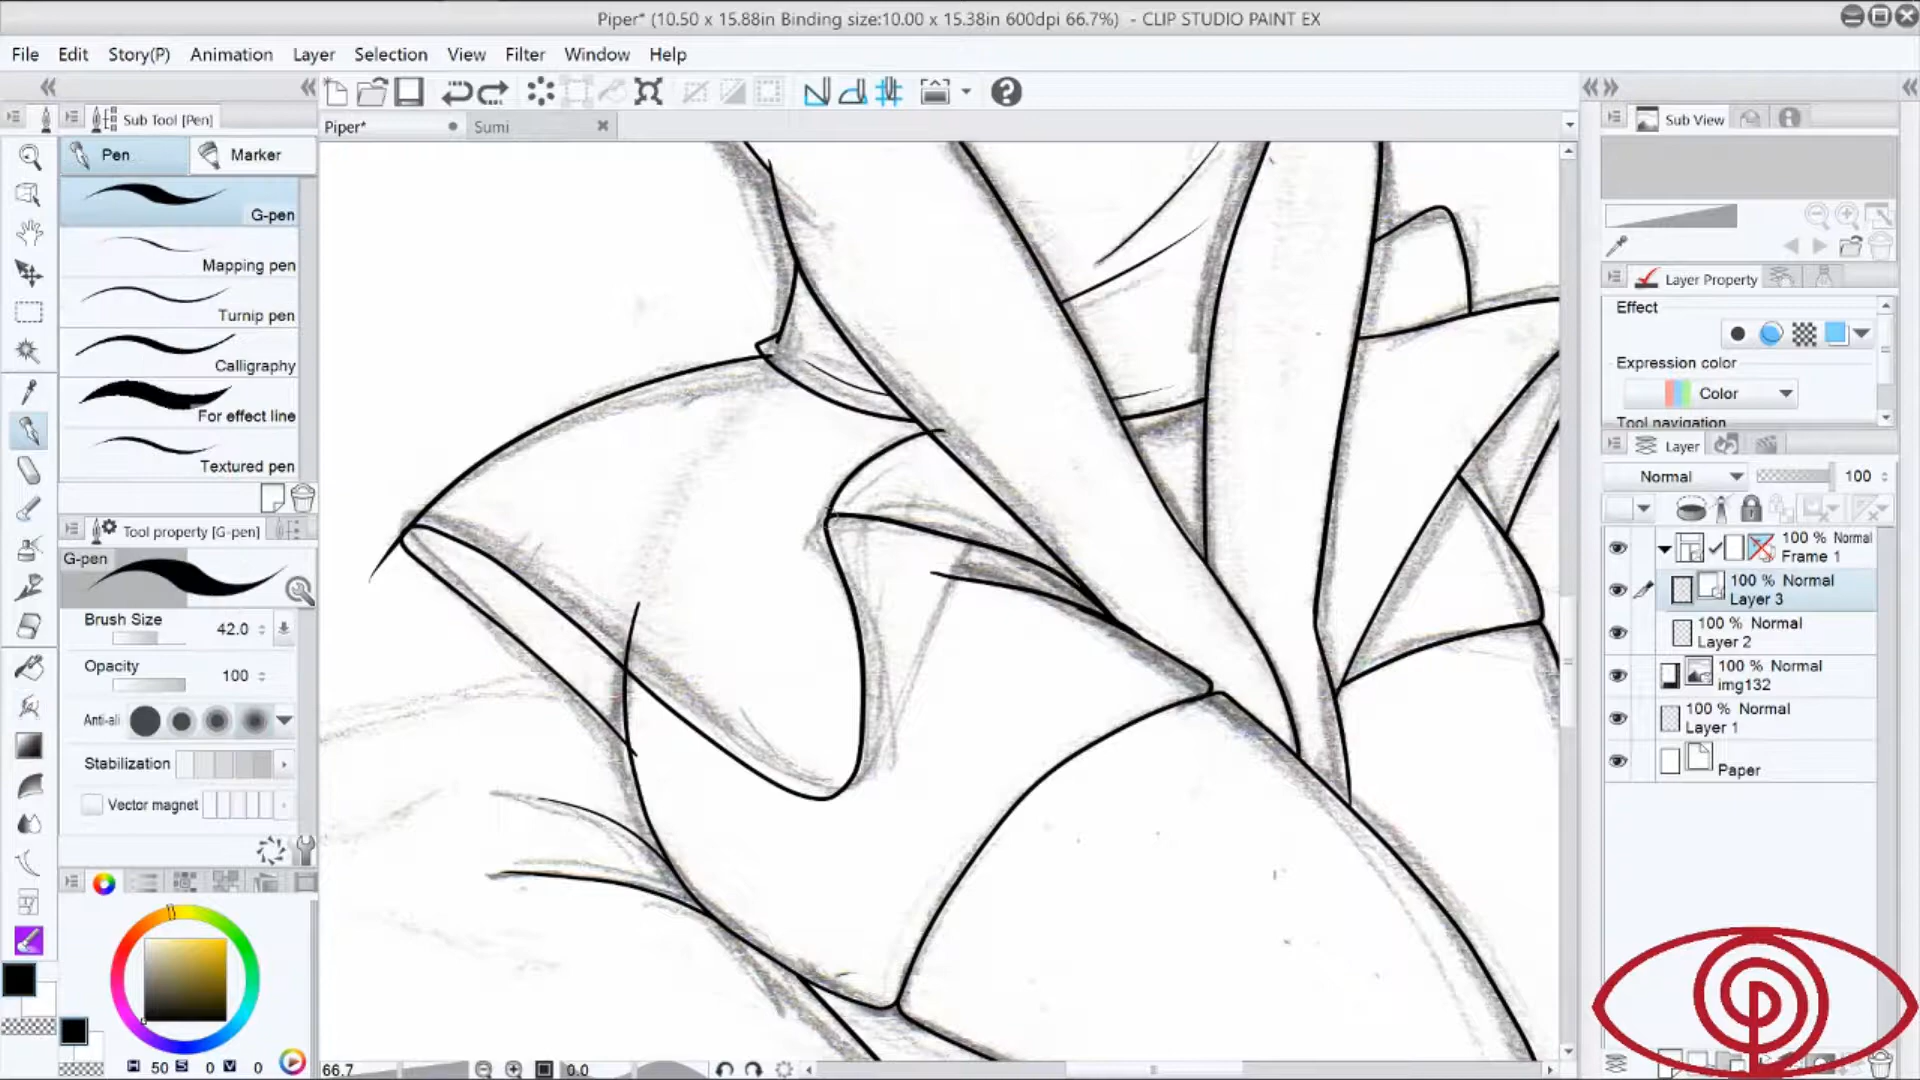 Piper* (10.50 x 15.88in Binding size:10.00 x 15.38in 600dpi 66.7%) - CLIP STUDIO PAINT EX
File Edit Story(P) Animation Layer Selection View Filter Window Help
Sub Tool [Pen]
Piper*
Sumi
Sub View
Pen
Marker
G-pen
Mapping pen
Turnip pen
Calligraphy
For effect line
Textured pen
Tool property [G-pen]
G-pen
Brush Size 42.0
Opacity 100
Anti-ali
Stabilization
Vector magnet
H 50 S 0 V 0
66.7
0.0
Layer Property
Effect
Expression color
Color
Tool navigation
Layer
Normal 100
100 % Normal
Frame 1
100 % Normal
Layer 3
100 % Normal
Layer 2
100 % Normal
img132
100 % Normal
Layer 1
Paper